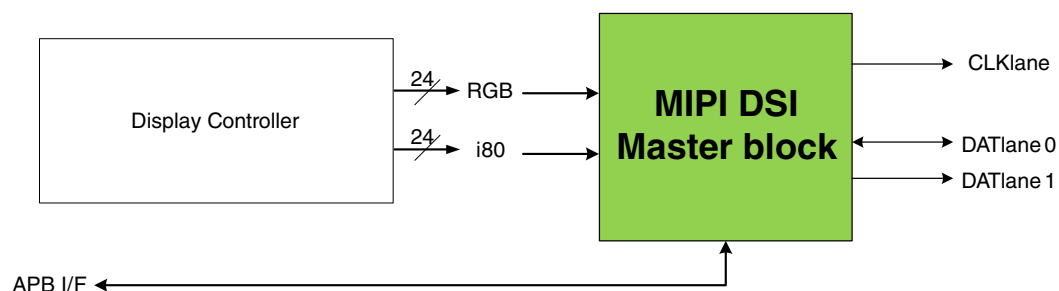 Display Controller
24
RGB
24
i80
MIPI DSI
Master block
CLKlane
DATlane 0
DATlane 1
APB I/F